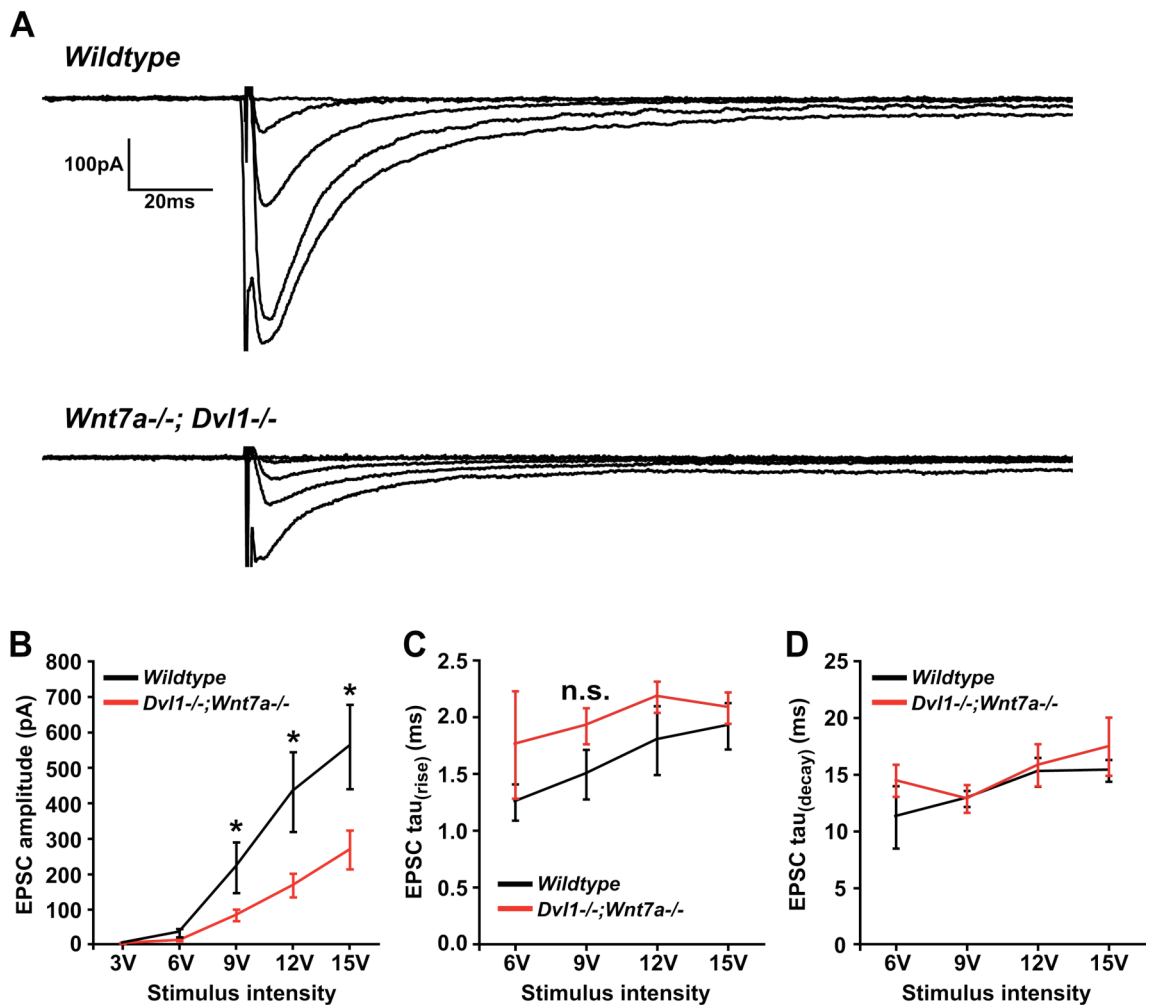 A
Wildtype
100pA
20ms
Wnt7a-/-; Dvl1-/-
B
800
700
600
500
400
300
200
100
0
EPSC amplitude (pA)
Wildtype
Dvl1-/-;Wnt7a-/-
*
*
*
3V 6V 9V 12V 15V
Stimulus intensity
C
2.5
2.0
1.5
1.0
0.5
0.0
EPSC tau(rise) (ms)
n.s.
Wildtype
Dvl1-/-;Wnt7a-/-
6V 9V 12V 15V
Stimulus intensity
D
25
20
15
10
5
0
EPSC tau(decay) (ms)
Wildtype
Dvl1-/-;Wnt7a-/-
6V 9V 12V 15V
Stimulus intensity